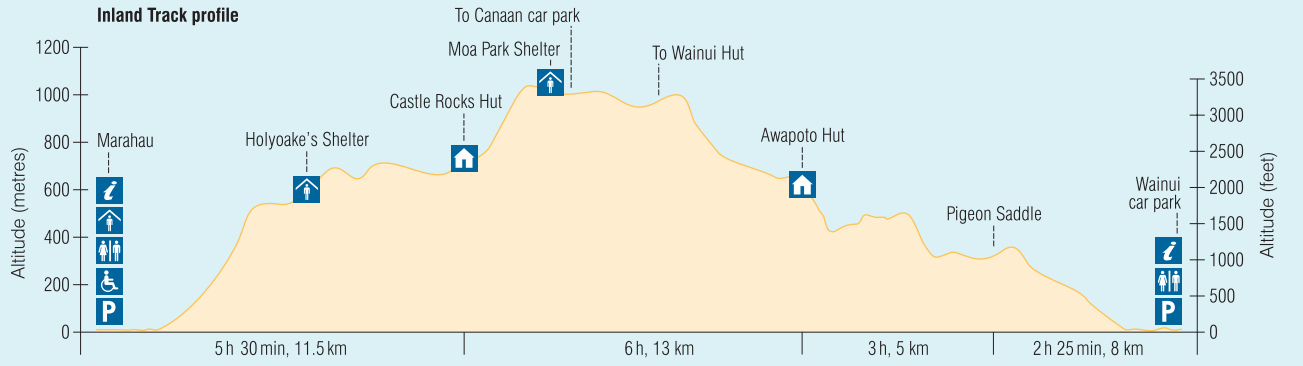 Inland Track profile
To Canaan car park
Moa Park Shelter
To Wainui Hut
Castle Rocks Hut
Marahau
Holyoake's Shelter
Awapoto Hut
Wainui
car park
Pigeon Saddle
Altitude (metres)
1200
1000
800
600
400
200
0
Altitude (feet)
3500
3000
2500
2000
1500
1000
500
0
i
P
i
P
5 h 30 min, 11.5 km
6 h, 13 km
3 h, 5 km
2 h 25 min, 8 km